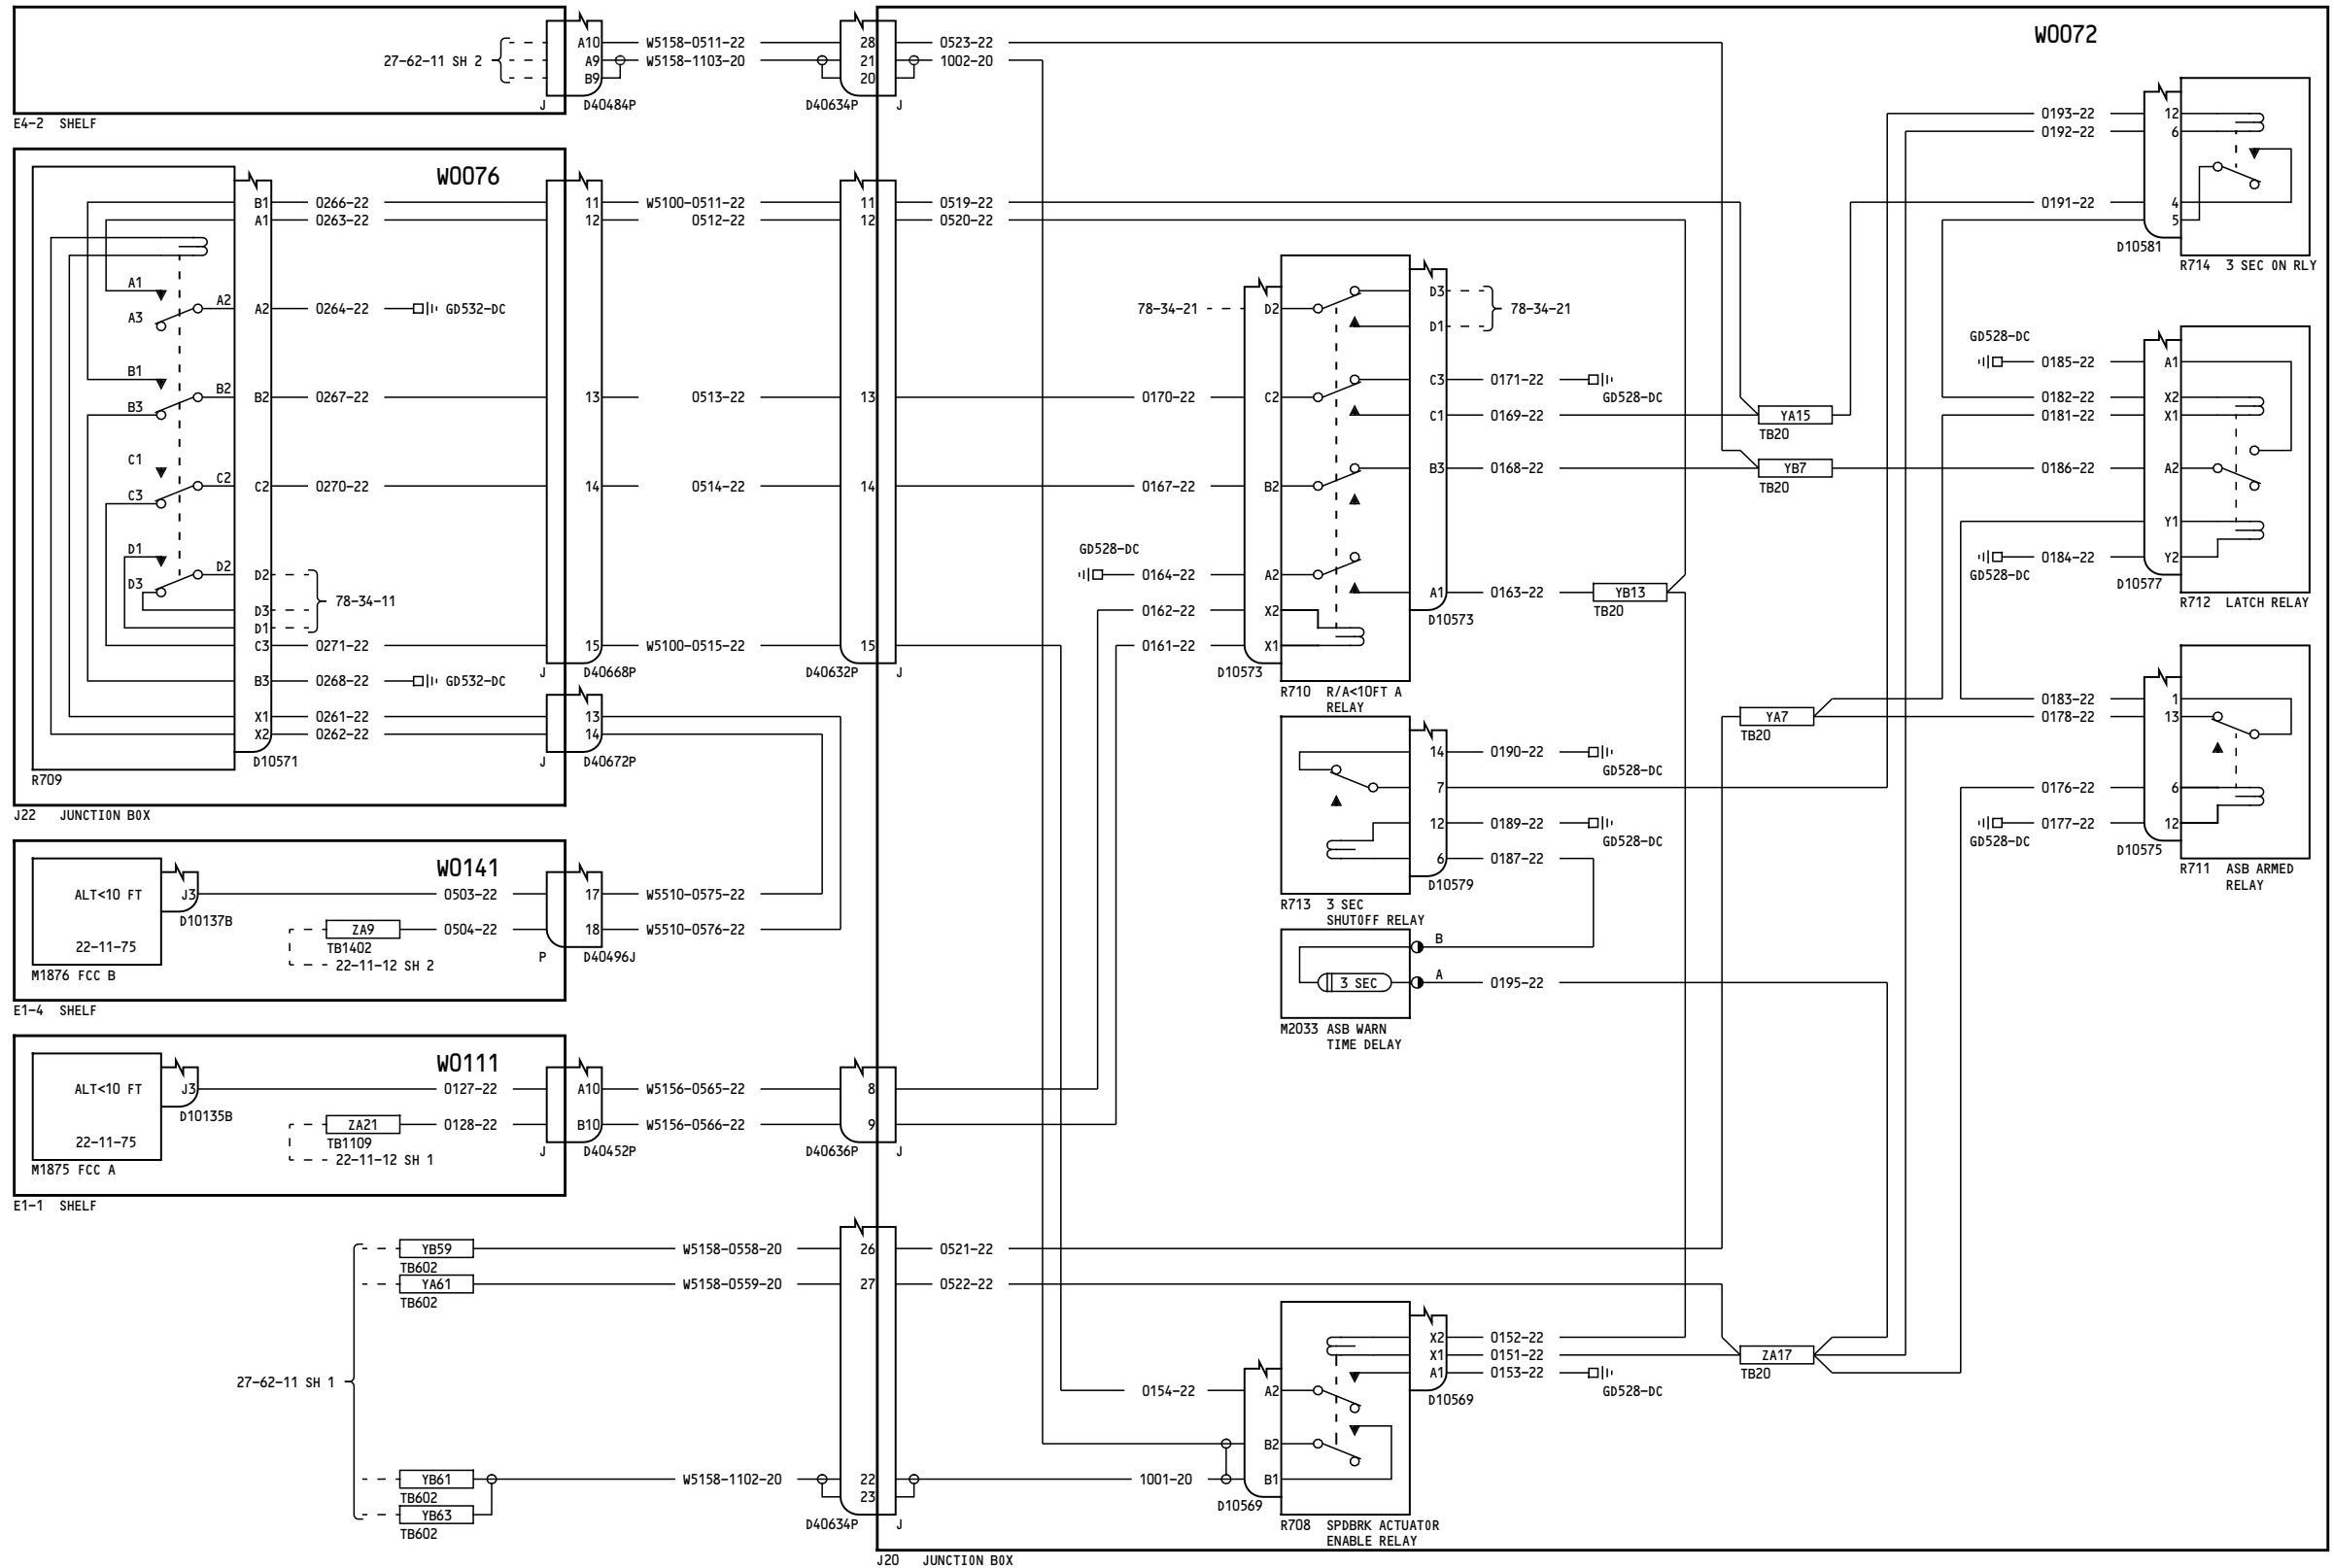 27-62-11 SH 2
A10
A9
B9
J
D40484P
W5158-0511-22
W5158-1103-20
28
21
20
D40634P
J
0523-22
1002-20
E4-2 SHELF
W0072
W0076
B1
A1
A2
B2
C2
D2
D3
D1
C3
B3
X1
X2
D10571
R709
A1
A3
A2
B1
B3
B2
C1
C3
C2
D1
D3
D2
0266-22
0263-22
0264-22
GD532-DC
0267-22
0270-22
78-34-11
0271-22
0268-22
GD532-DC
0261-22
0262-22
11
12
13
14
15
J
D40668P
13
14
J
D40672P
J22 JUNCTION BOX
W5100-0511-22
0512-22
0513-22
0514-22
W5100-0515-22
11
12
13
14
15
D40632P
J
0519-22
0520-22
W0141
ALT<10 FT
22-11-75
M1876 FCC B
J3
D10137B
0503-22
ZA9
TB1402
0504-22
22-11-12 SH 2
17
18
P
D40496J
W5510-0575-22
W5510-0576-22
E1-4 SHELF
W0111
ALT<10 FT
22-11-75
M1875 FCC A
J3
D10135B
0127-22
ZA21
TB1109
0128-22
22-11-12 SH 1
A10
B10
J
D40452P
W5156-0565-22
W5156-0566-22
8
9
D40636P
J
E1-1 SHELF
27-62-11 SH 1
YB59
TB602
YA61
TB602
YB61
TB602
YB63
TB602
W5158-0558-20
W5158-0559-20
W5158-1102-20
26
27
22
23
D40634P
J
0521-22
0522-22
78-34-21
0170-22
0167-22
GD528-DC
0164-22
0162-22
0161-22
D2
C2
B2
A2
X2
X1
D10573
D3
D1
C3
C1
B3
A1
D10573
78-34-21
R710 R/A<10FT A
RELAY
0171-22
GD528-DC
0169-22
0168-22
0163-22
YA15
TB20
YB7
TB20
YB13
TB20
YA7
TB20
14
7
12
6
D10579
0190-22
GD528-DC
0189-22
GD528-DC
0187-22
R713 3 SEC
SHUTOFF RELAY
3 SEC
B
A
0195-22
M2033 ASB WARN
TIME DELAY
0154-22
1001-20
A2
B2
B1
D10569
X2
X1
A1
D10569
0152-22
0151-22
0153-22
GD528-DC
ZA17
TB20
R708 SPDBRK ACTUATOR
ENABLE RELAY
J20 JUNCTION BOX
0193-22
0192-22
0191-22
12
6
4
5
D10581
R714 3 SEC ON RLY
GD528-DC
0185-22
0182-22
0181-22
0186-22
0184-22
GD528-DC
A1
X2
X1
A2
Y1
Y2
D10577
R712 LATCH RELAY
0183-22
0178-22
0176-22
0177-22
GD528-DC
1
13
6
12
D10575
R711 ASB ARMED
RELAY